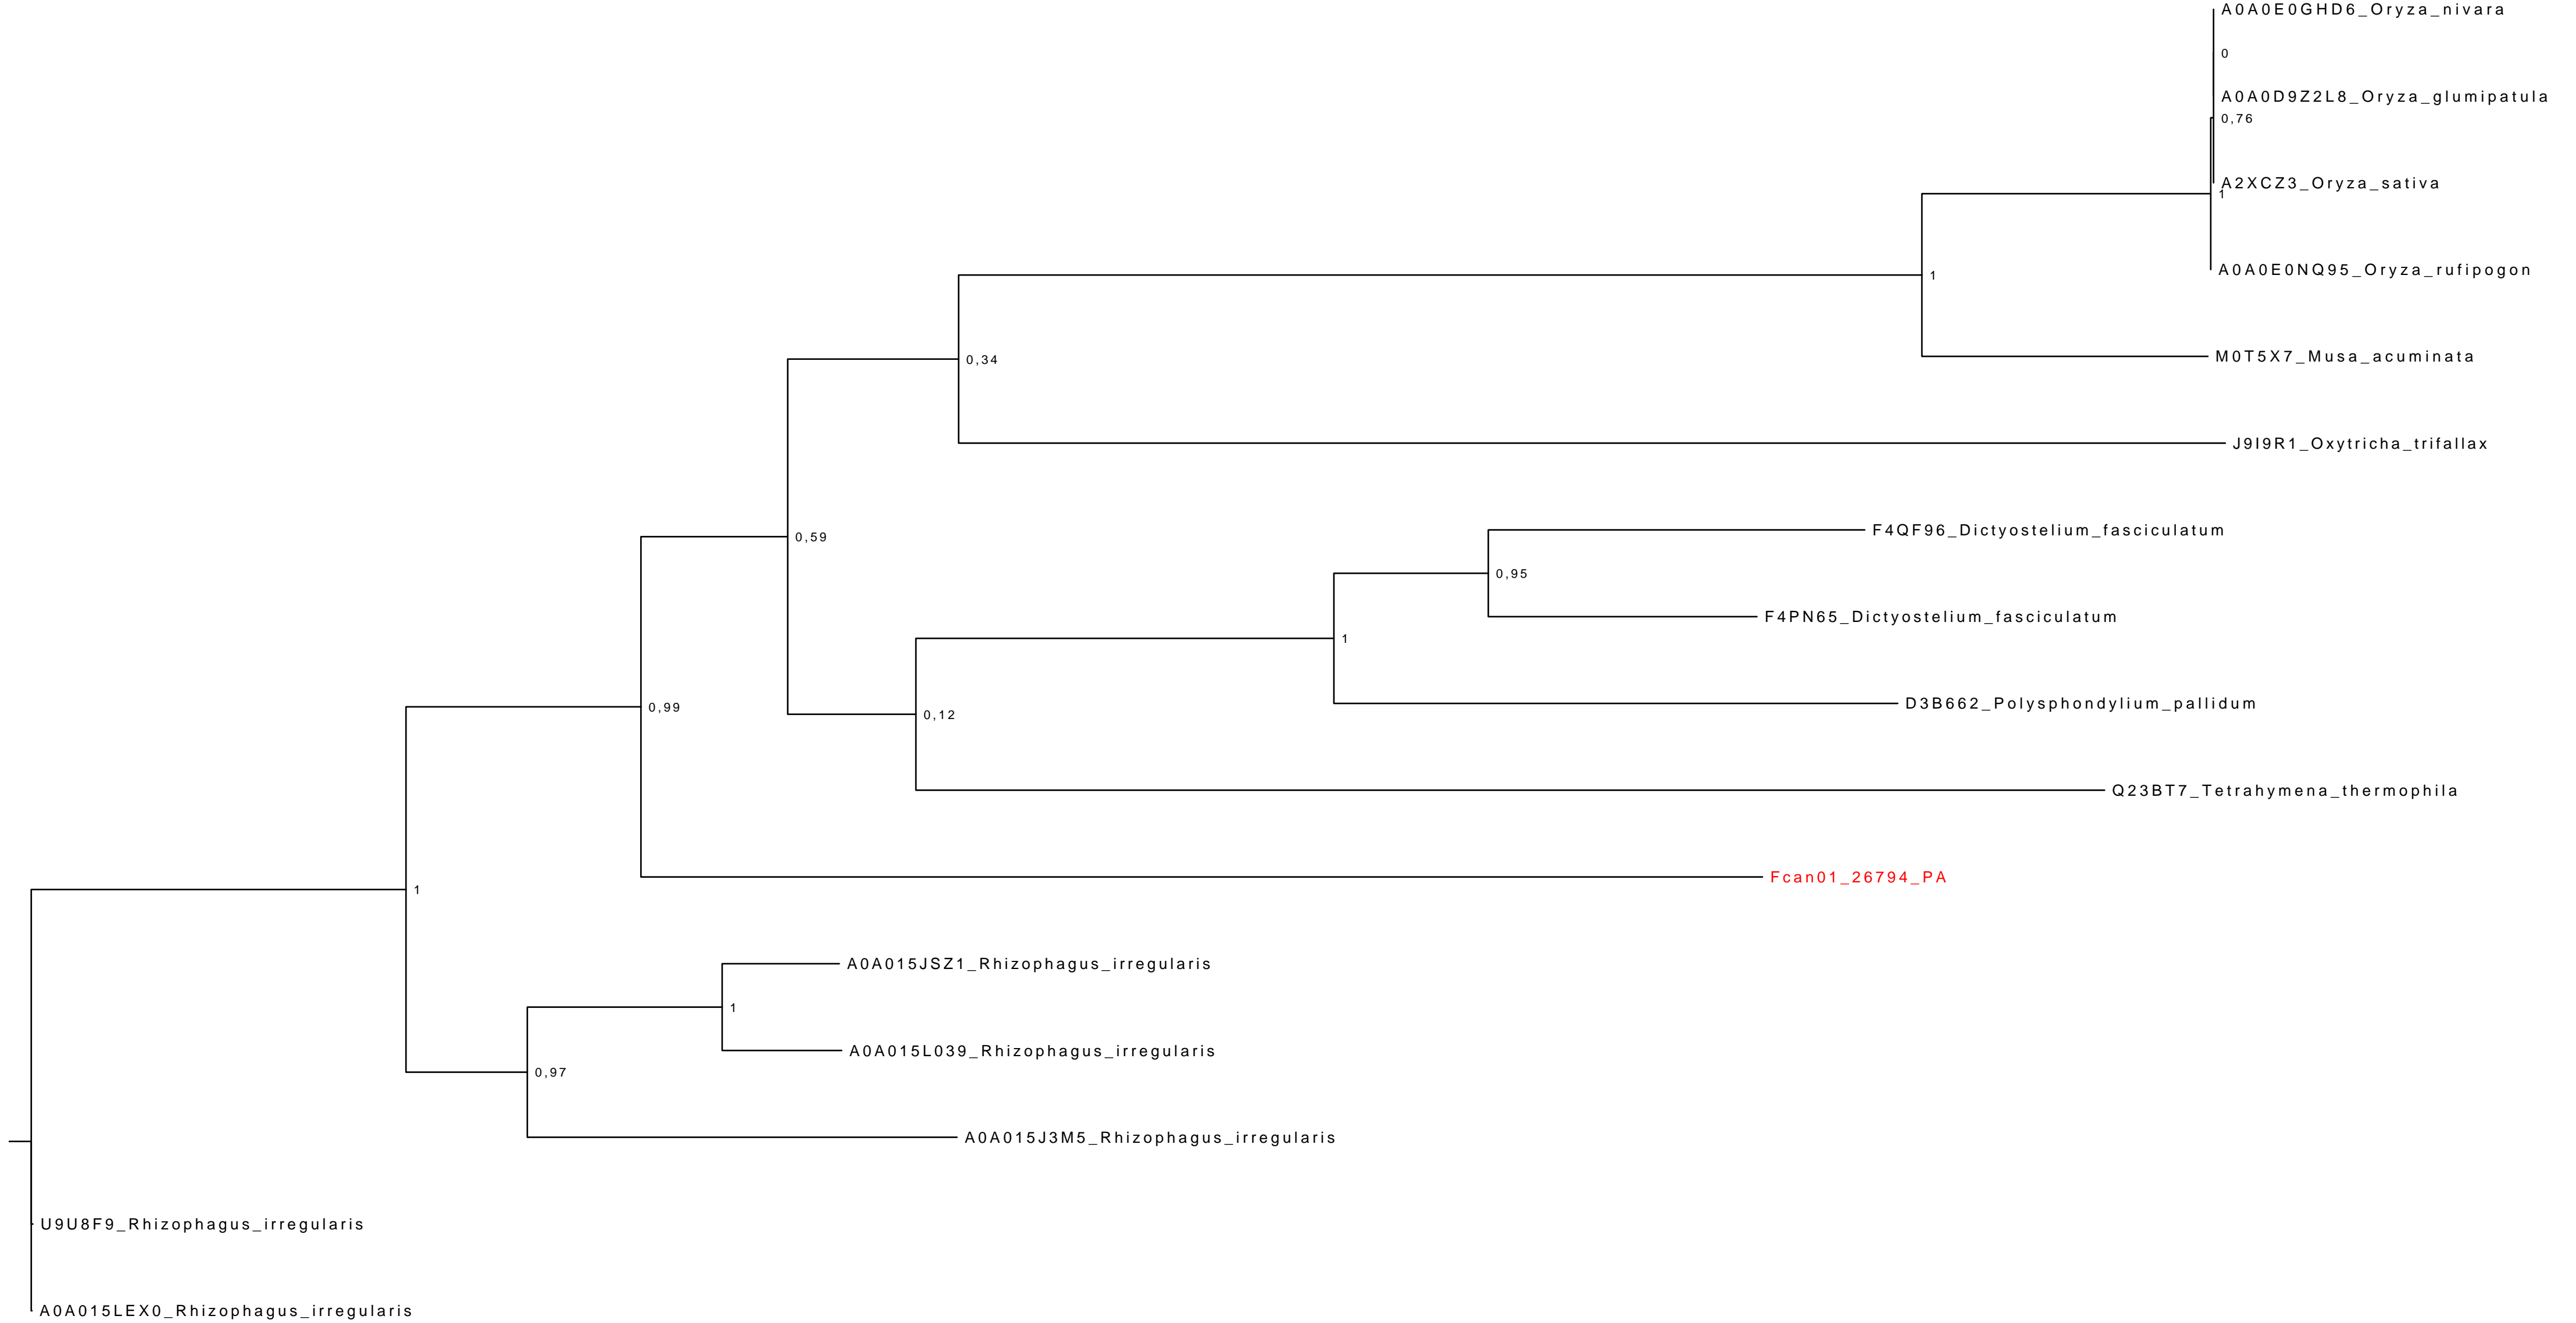 A0A0E0GHD6_Oryza_nivara
0
A0A0D9Z2L8_Oryza_glumipatula
0,76
A2XCZ3_Oryza_sativa
1
A0A0E0NQ95_Oryza_rufipogon
1
M0T5X7_Musa_acuminata
0,34
J9I9R1_Oxytricha_trifallax
F4QF96_Dictyostelium_fasciculatum
0,59
0,95
F4PN65_Dictyostelium_fasciculatum
1
D3B662_Polysphondylium_pallidum
0,99
0,12
Q23BT7_Tetrahymena_thermophila
Fcan01_26794_PA
1
A0A015JSZ1_Rhizophagus_irregularis
1
A0A015L039_Rhizophagus_irregularis
0,97
A0A015J3M5_Rhizophagus_irregularis
U9U8F9_Rhizophagus_irregularis
A0A015LEX0_Rhizophagus_irregularis